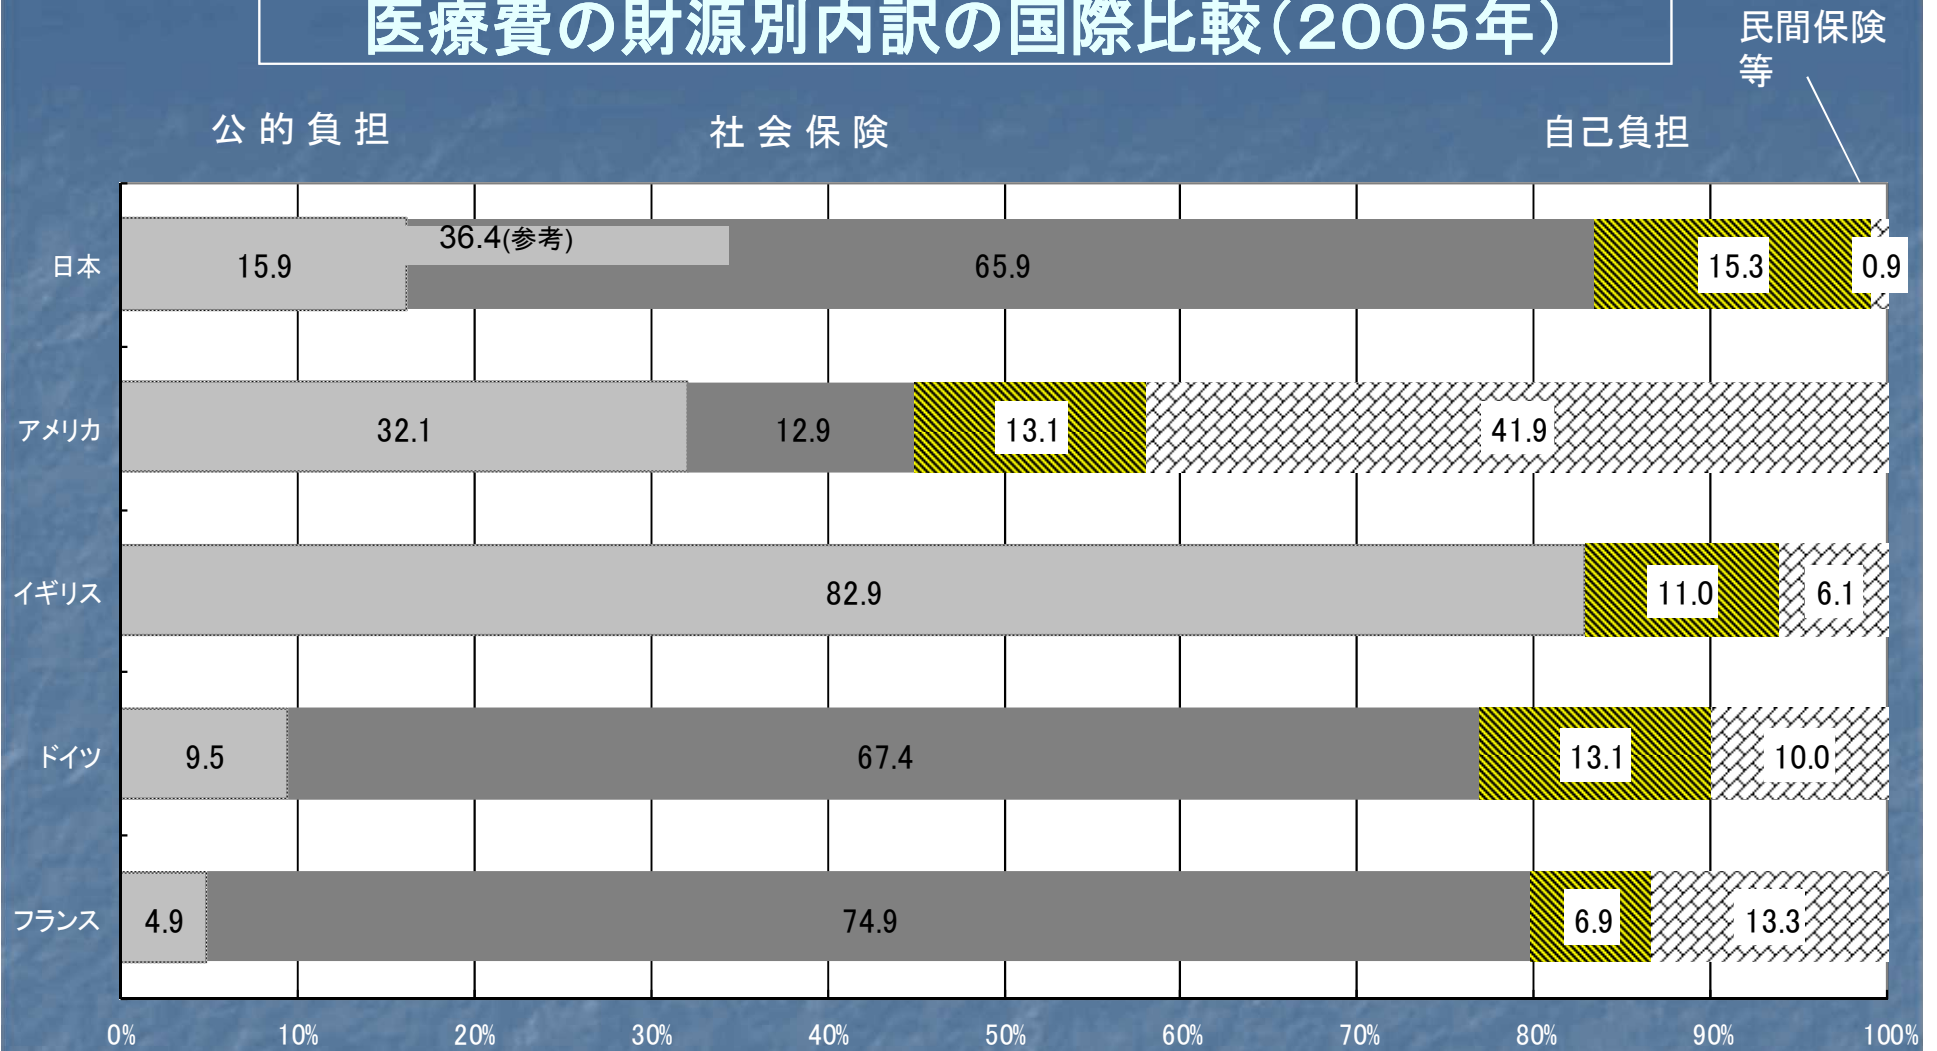 医療費の財源別内訳の国際比較(2005年)
民間保険
等
公的負担 社会保険 自己負担
36.4(参考)
日本 15.9 65.9 15.3 0.9
アメリカ 32.1 12.9 13.1 41.9
イギリス 82.9 11.0 6.1
ドイツ 9.5 67.4 13.1 10.0
フランス 4.9 74.9 6.9 13.3
0% 10% 20% 30% 40% 50% 60% 70% 80% 90% 100%